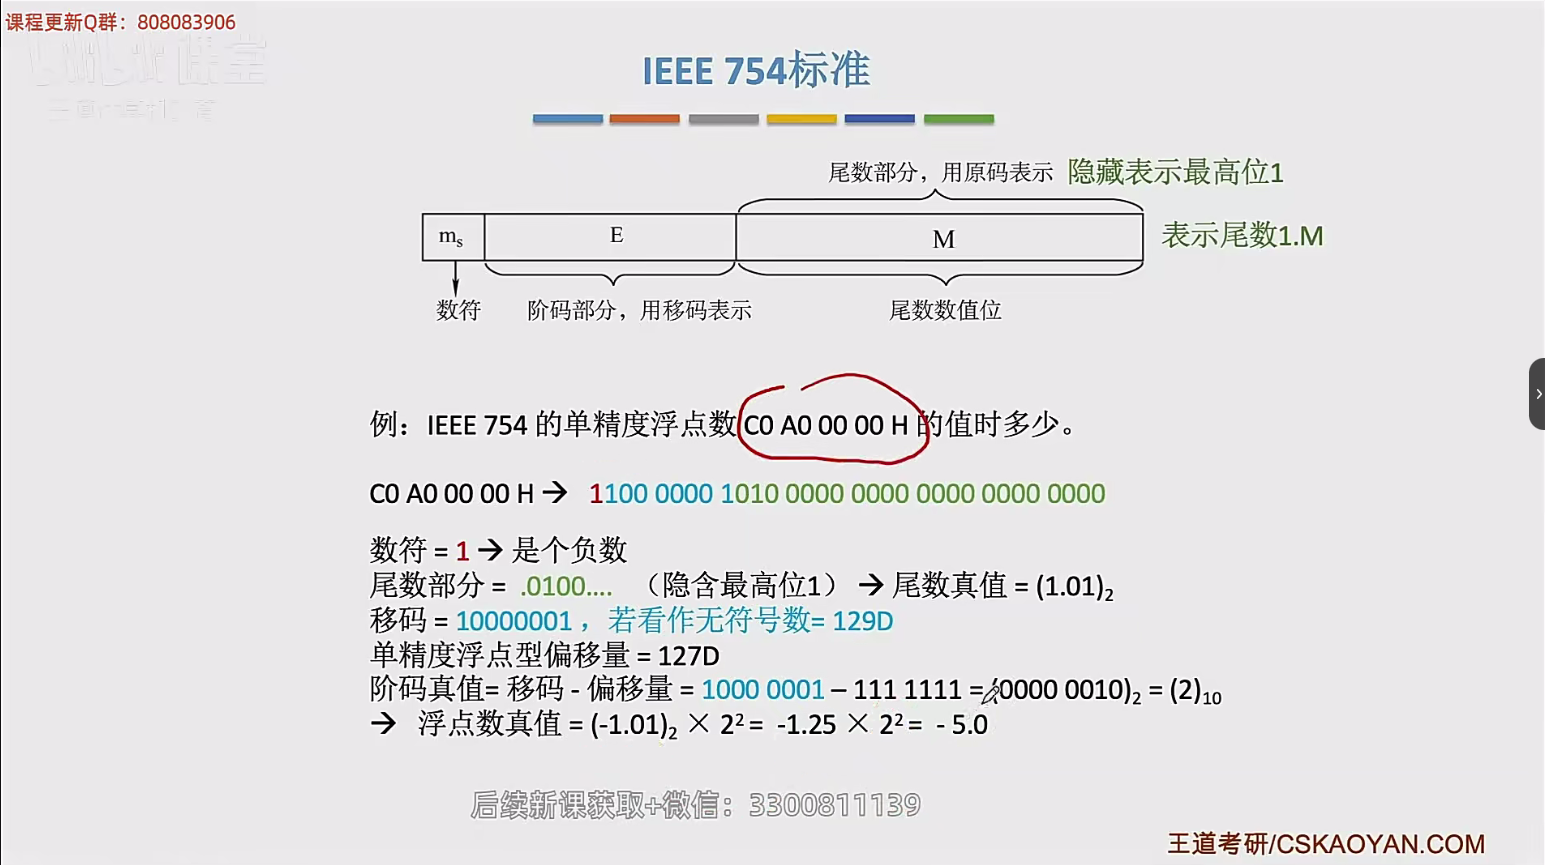 课程更新Q群：808083906
IEEE 754标准
尾数部分，用原码表示 隐藏表示最高位1
mₛ E M 表示尾数1.M
数符 阶码部分，用移码表示 尾数数值位
例：IEEE 754 的单精度浮点数 C0 A0 00 00 H 的值时多少。
C0 A0 00 00 H → 1100 0000 1010 0000 0000 0000 0000 0000
数符 = 1 → 是个负数
尾数部分 = .0100.... （隐含最高位1） → 尾数真值 = (1.01)₂
移码 = 10000001 ，若看作无符号数= 129D
单精度浮点型偏移量 = 127D
阶码真值= 移码 - 偏移量 = 1000 0001 – 111 1111 = (0000 0010)₂ = (2)₁₀
→ 浮点数真值 = (-1.01)₂ × 2² = -1.25 × 2² = - 5.0
后续新课获取+微信：3300811139
王道考研/CSKAOYAN.COM